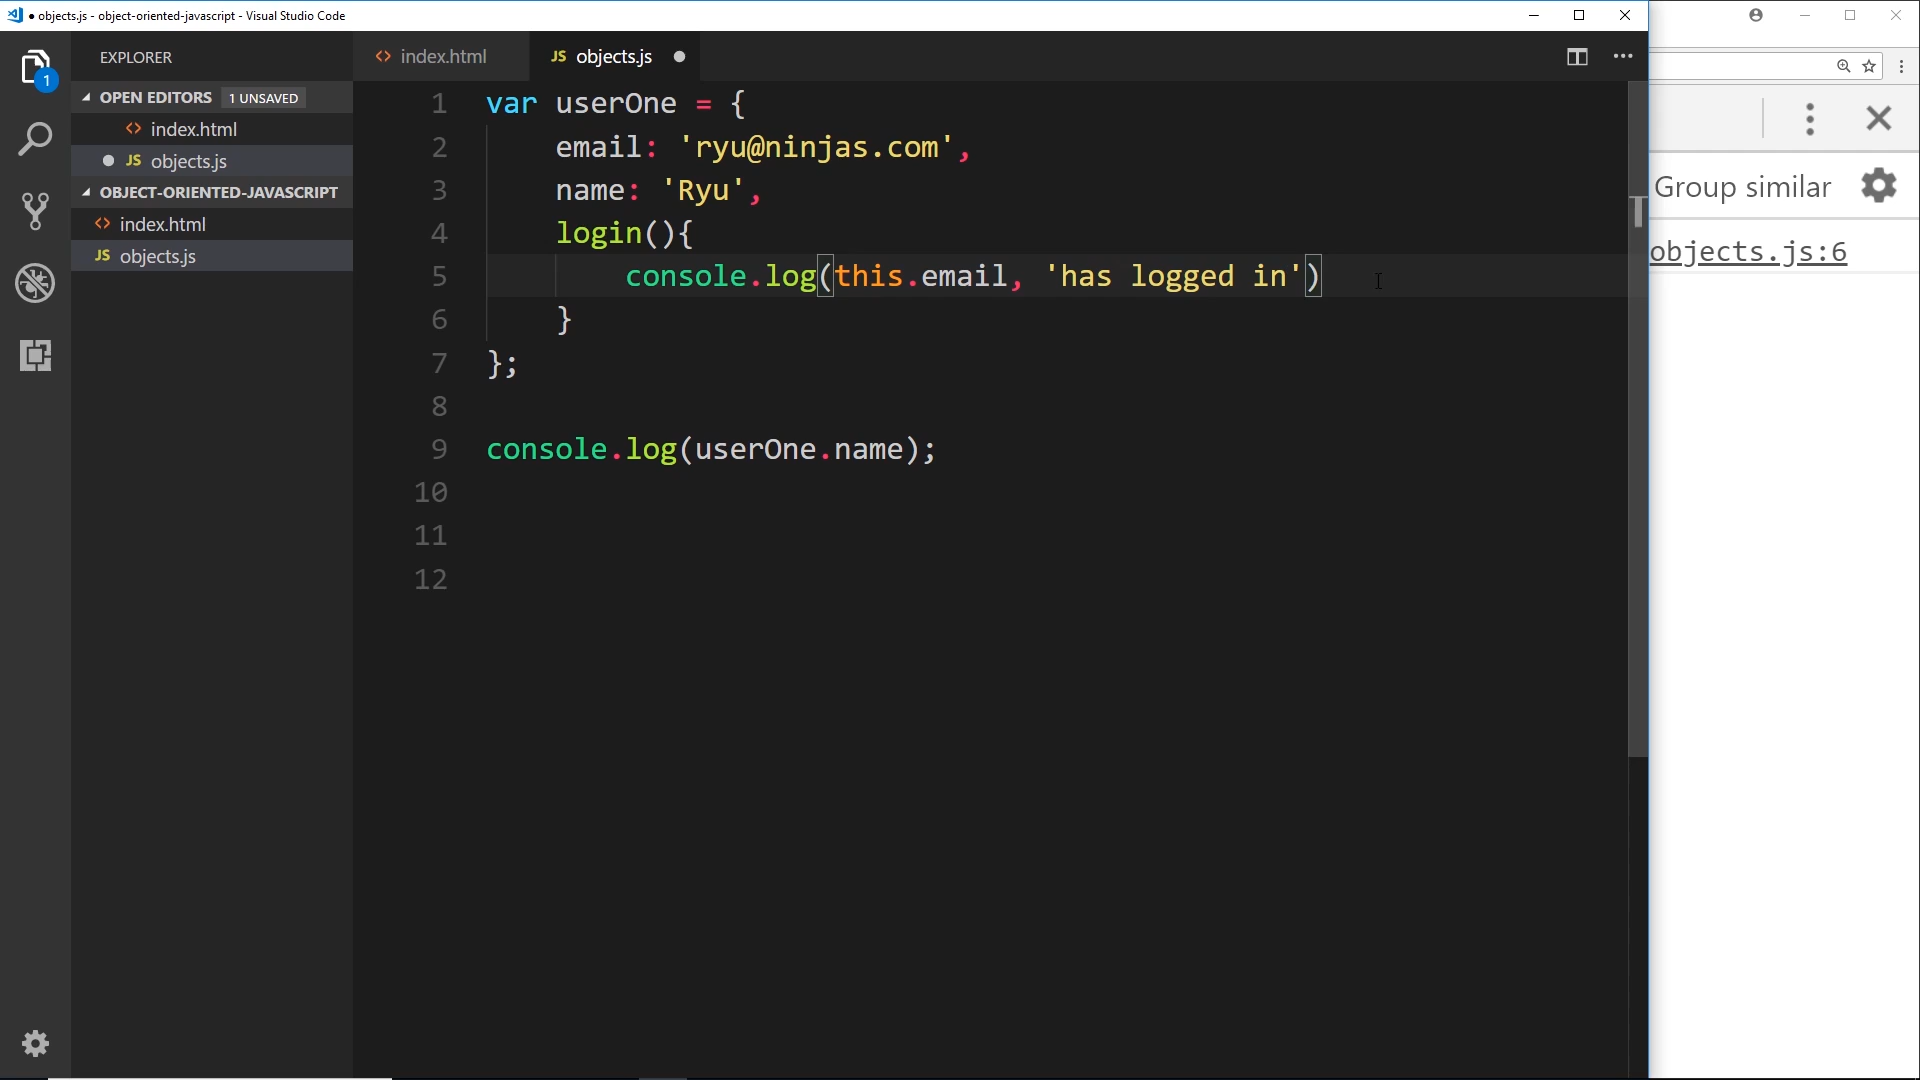 ● objects.js - object-oriented-javascript - Visual Studio Code
EXPLORER
OPEN EDITORS 1 UNSAVED
<> index.html
● JS objects.js
OBJECT-ORIENTED-JAVASCRIPT
<> index.html
JS objects.js
1
<> index.html JS objects.js ●
1 var userOne = {
2 email: 'ryu@ninjas.com',
3 name: 'Ryu',
4 login(){
5 console.log(this.email, 'has logged in')
6 }
7 };
8
9 console.log(userOne.name);
10
11
12
Group similar
objects.js:6